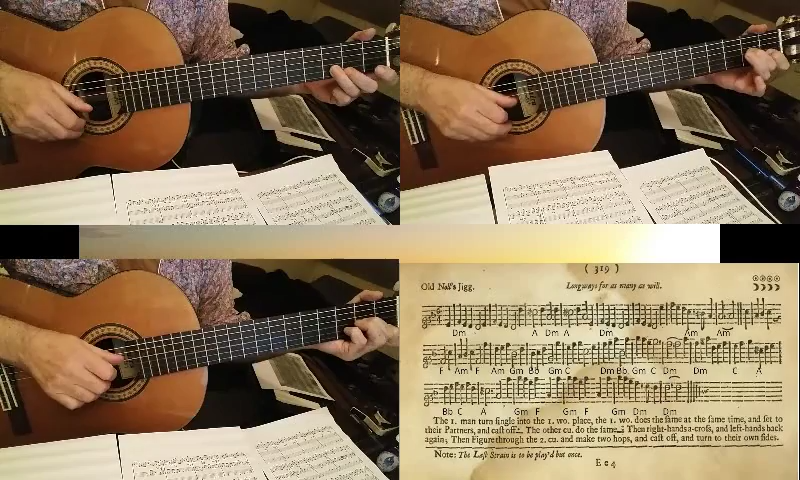 ( 319 )
Old Noll's Jigg.
Longways for as many as will.
Dm A Dm A Dm Am Am
F Am F Am Gm Bb Gm C Dm Bb Gm C Dm Dm C A
Bb C A Gm F Gm F Gm Dm Dm
The 1. man turn single into the 1. wo. place, the 1. wo. does the same at the same time, and set to
their Partners, and cast off. The other cu. do the same. Then right-hands a-cross, and left-hands back
again; Then Figure through the 2. cu. and make two hops, and cast off, and turn to their own sides.
Note: The Last Strain is to be play'd but once.
E e 4